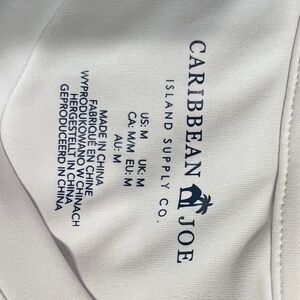 CARIBBEAN JOE
ISLAND SUPPLY CO.
US: M UK: M
CA: M/M EU: M
AU: M
MADE IN CHINA
FABRIQUÉ EN CHINE
WYPRODUKOWANO W CHINACH
HERGESTELLT IN CHINA
GEPRODUCEERD IN CHINA